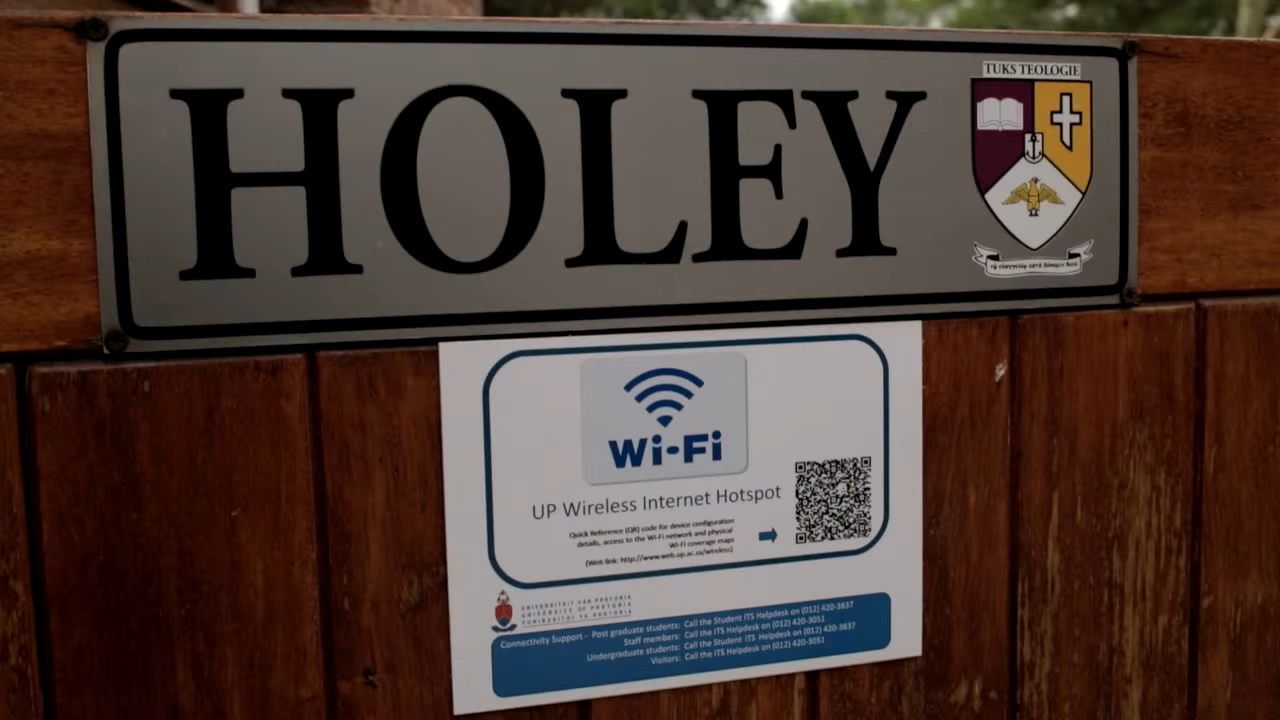 HOLEY
TUKS TEOLOGIE
Wi-Fi
UP Wireless Internet Hotspot
Quick Reference (QR) code for device configuration
details, access to the Wi-Fi network and physical
Wi-Fi coverage maps
(Web link: http://www.web.up.ac.za/wireless)
UNIVERSITEIT VAN PRETORIA
UNIVERSITY OF PRETORIA
YUNIBESITHI YA PRETORIA
Connectivity Support - Post graduate students: Call the Student ITS Helpdesk on (012) 420-3837
Staff members: Call the ITS Helpdesk on (012) 420-3051
Undergraduate students: Call the Student ITS Helpdesk on (012) 420-3837
Visitors: Call the ITS Helpdesk on (012) 420-3051